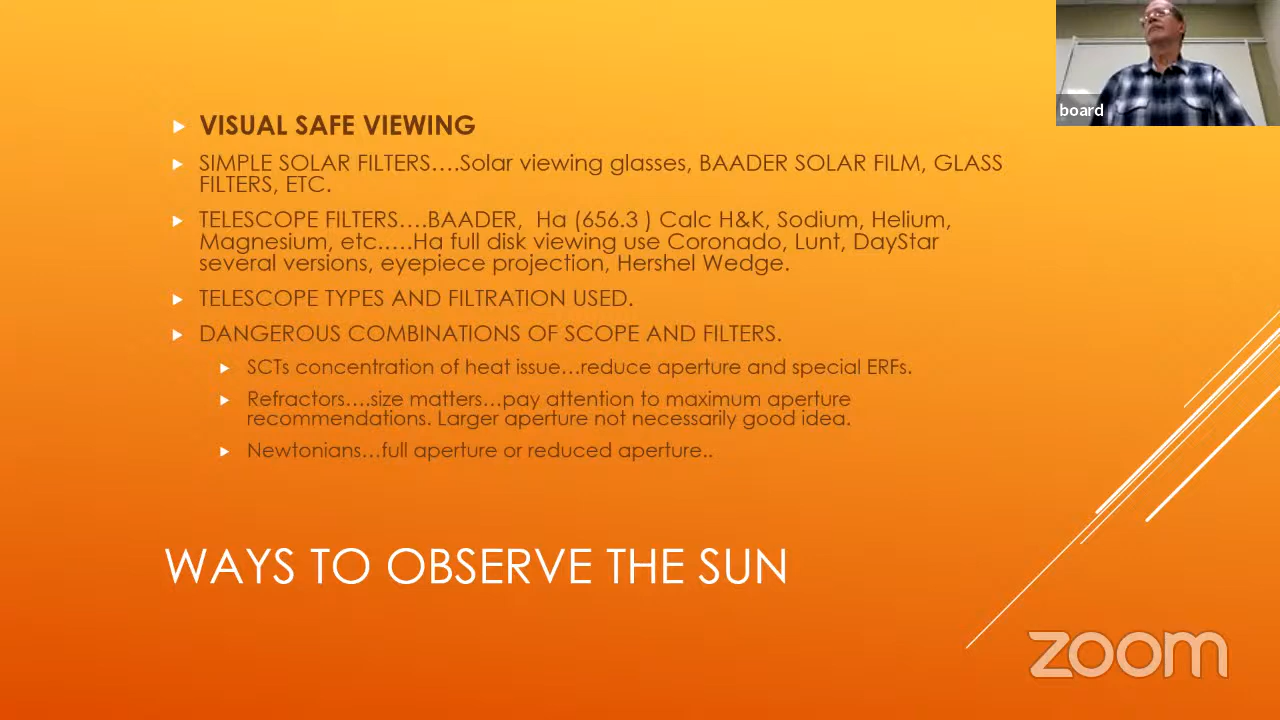 board
VISUAL SAFE VIEWING
SIMPLE SOLAR FILTERS....Solar viewing glasses, BAADER SOLAR FILM, GLASS
FILTERS, ETC.
TELESCOPE FILTERS....BAADER,  Ha (656.3 ) Calc H&K, Sodium, Helium,
Magnesium, etc.....Ha full disk viewing use Coronado, Lunt, DayStar
several versions, eyepiece projection, Hershel Wedge.
TELESCOPE TYPES AND FILTRATION USED.
DANGEROUS COMBINATIONS OF SCOPE AND FILTERS.
SCTs concentration of heat issue...reduce aperture and special ERFs.
Refractors....size matters...pay attention to maximum aperture
recommendations. Larger aperture not necessarily good idea.
Newtonians...full aperture or reduced aperture..
WAYS TO OBSERVE THE SUN
zoom